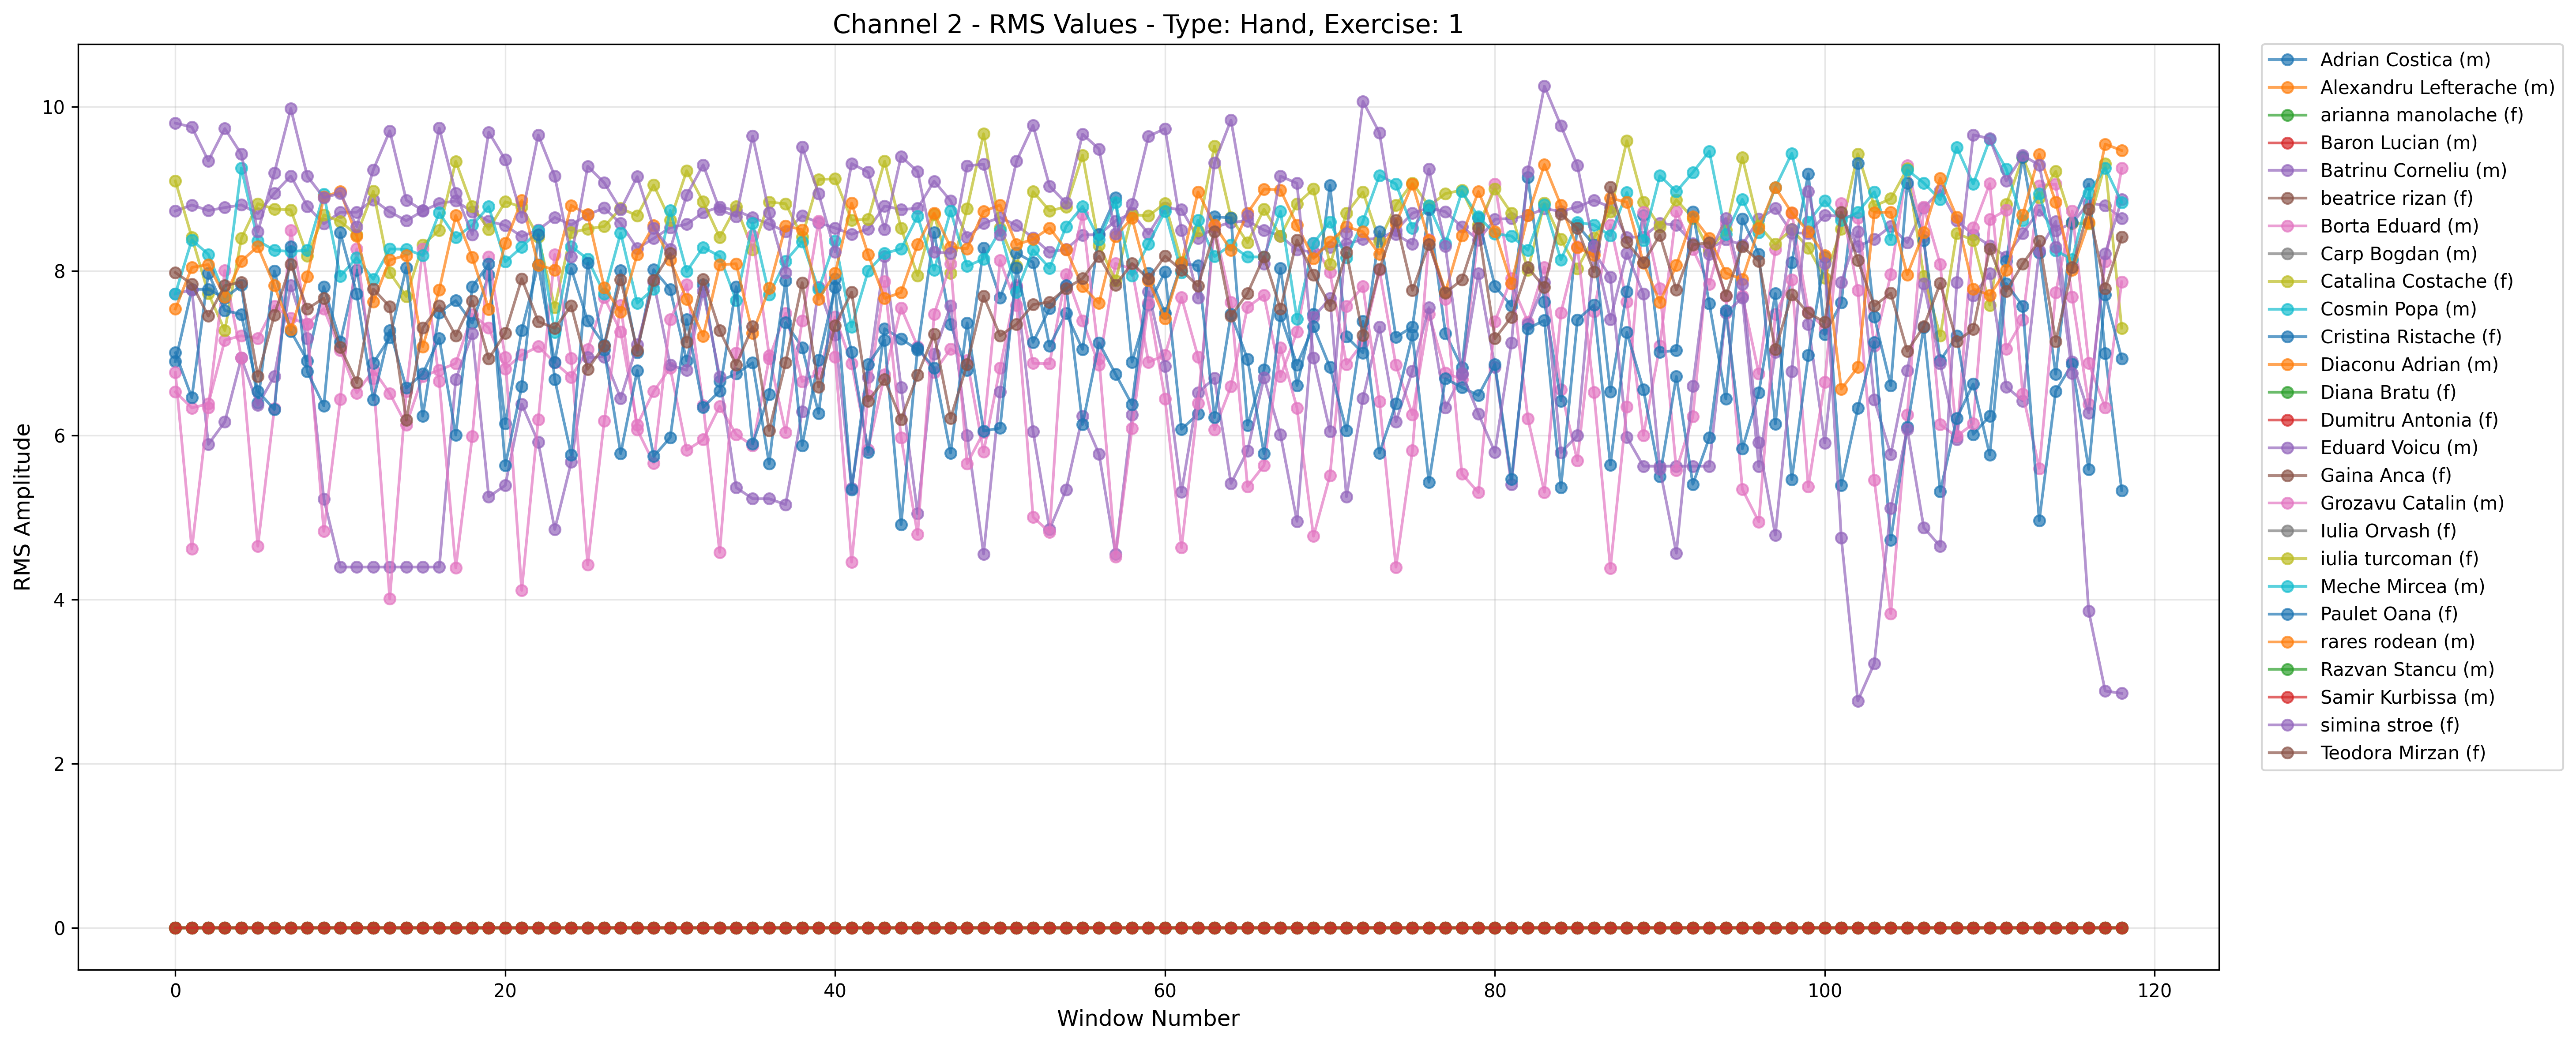 Channel 2 - RMS Values - Type: Hand, Exercise: 1
RMS Amplitude
10
8
6
4
2
0
0 20 40 60 80 100 120
Window Number
Adrian Costica (m)
Alexandru Lefterache (m)
arianna manolache (f)
Baron Lucian (m)
Batrinu Corneliu (m)
beatrice rizan (f)
Borta Eduard (m)
Carp Bogdan (m)
Catalina Costache (f)
Cosmin Popa (m)
Cristina Ristache (f)
Diaconu Adrian (m)
Diana Bratu (f)
Dumitru Antonia (f)
Eduard Voicu (m)
Gaina Anca (f)
Grozavu Catalin (m)
Iulia Orvash (f)
iulia turcoman (f)
Meche Mircea (m)
Paulet Oana (f)
rares rodean (m)
Razvan Stancu (m)
Samir Kurbissa (m)
simina stroe (f)
Teodora Mirzan (f)